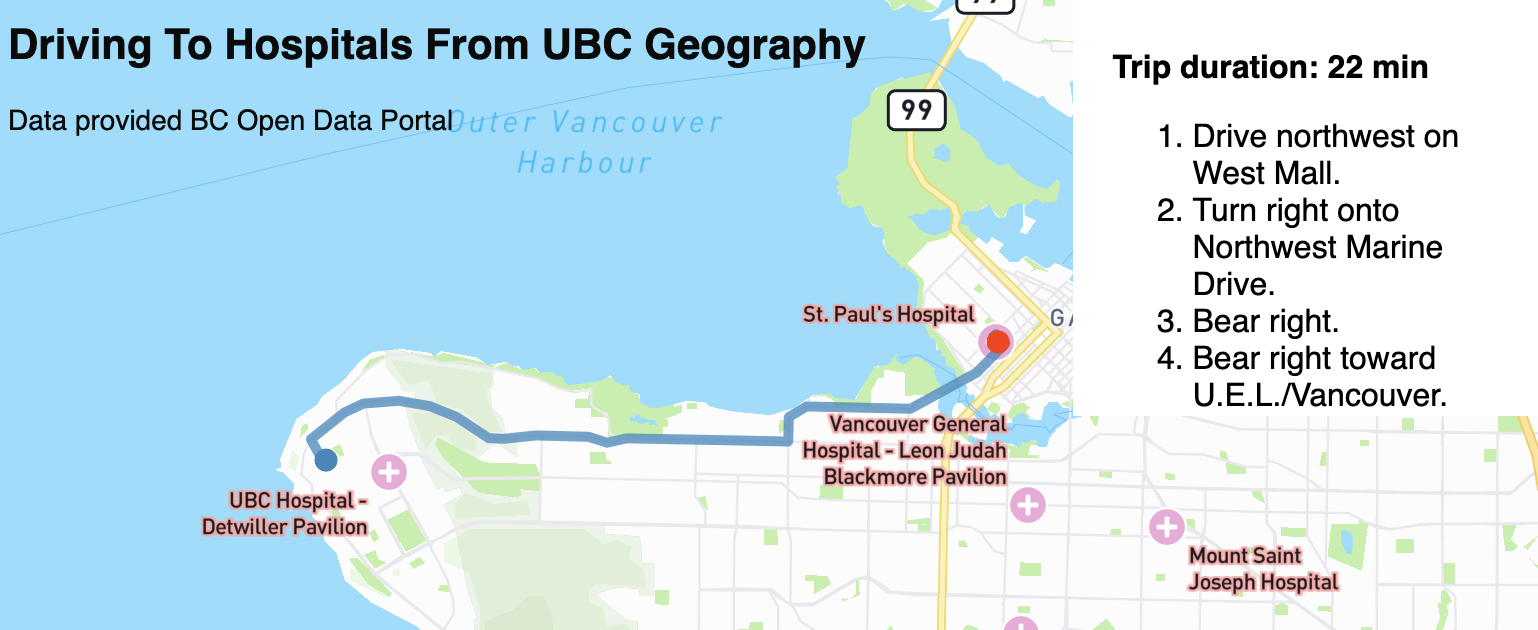 Driving To Hospitals From UBC Geography
Data provided BC Open Data Portal
Outer Vancouver
Harbour
99
St. Paul's Hospital
Vancouver General
Hospital - Leon Judah
Blackmore Pavilion
UBC Hospital -
Detwiller Pavilion
Mount Saint
Joseph Hospital
Trip duration: 22 min
1. Drive northwest on
West Mall.
2. Turn right onto
Northwest Marine
Drive.
3. Bear right.
4. Bear right toward
U.E.L./Vancouver.